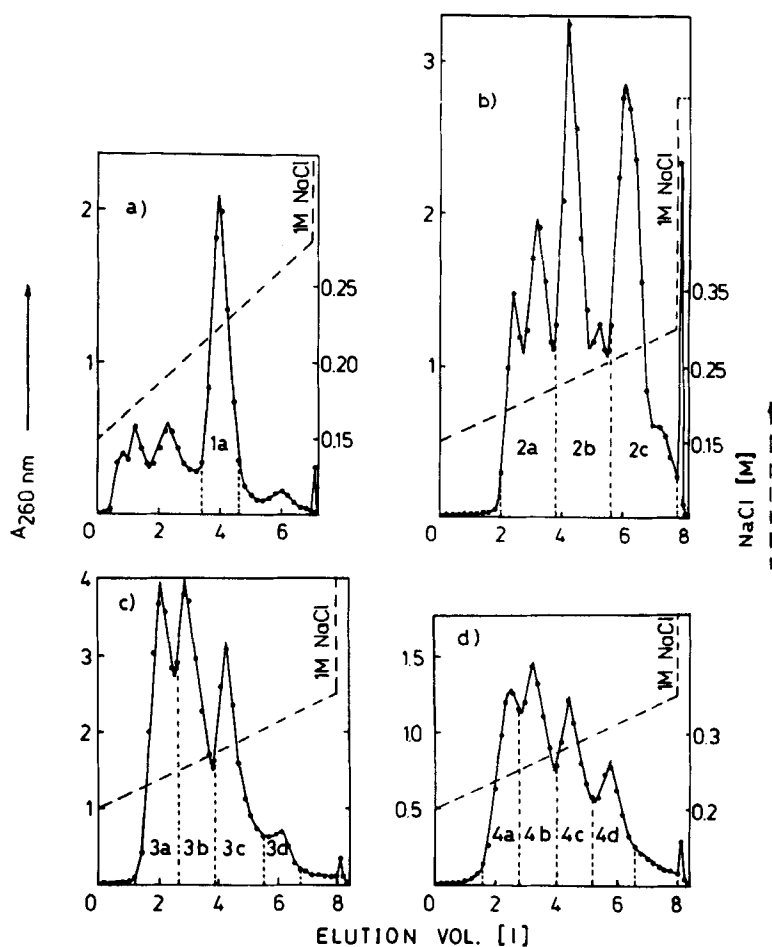 b)
3
2
1
2a
2b
2c
1M NaCl
0.35
0.25
0.15
0 2 4 6 8
a)
2
1
1a
1M NaCl
0.25
0.20
0.15
0 2 4 6
A260 nm
NaCl [M]
c)
4
3
2
1
3a 3b 3c 3d
1M NaCl
0 2 4 6 8
d)
1.5
1.0
0.5
4a 4b 4c 4d
1M NaCl
0.3
0.2
0 2 4 6 8
ELUTION VOL. [l]